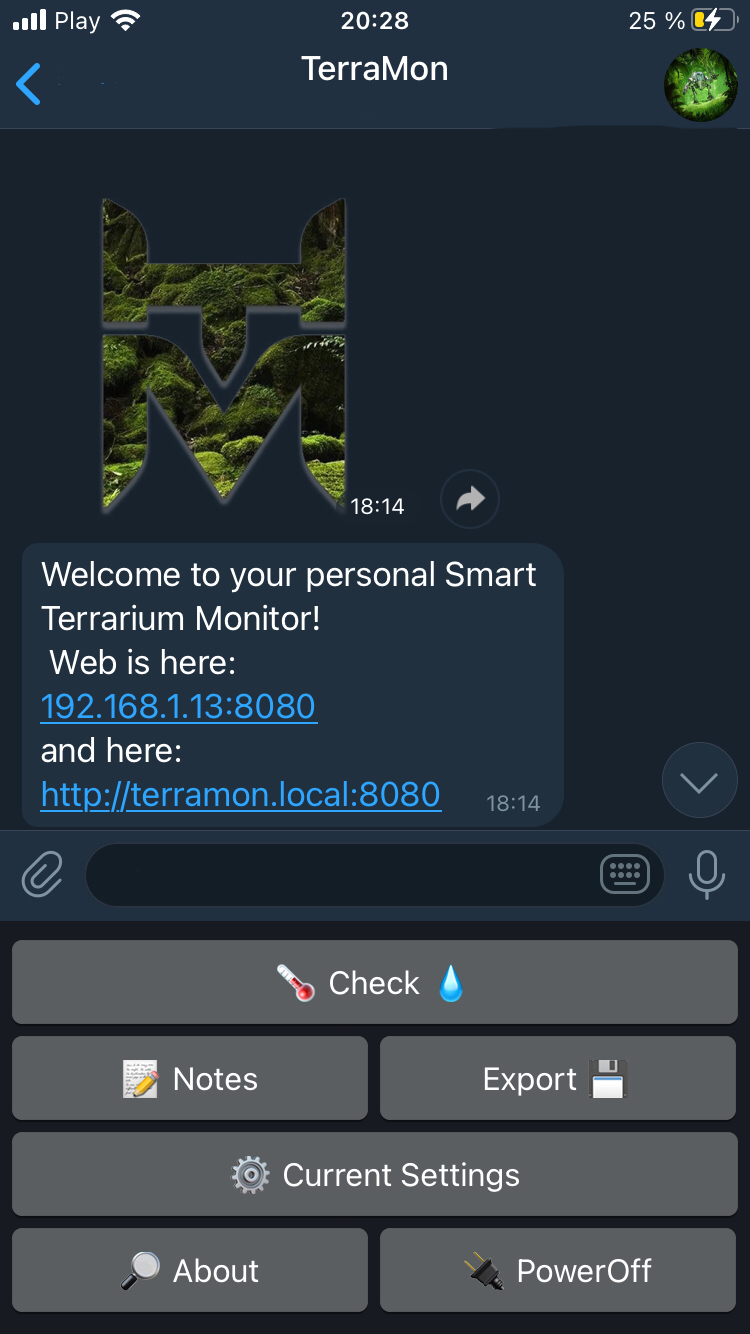 Play 20:28 25 %
TerraMon
18:14
Welcome to your personal Smart
Terrarium Monitor!
Web is here:
192.168.1.13:8080
and here:
http://terramon.local:8080
18:14
Check
Notes
Export
Current Settings
About
PowerOff